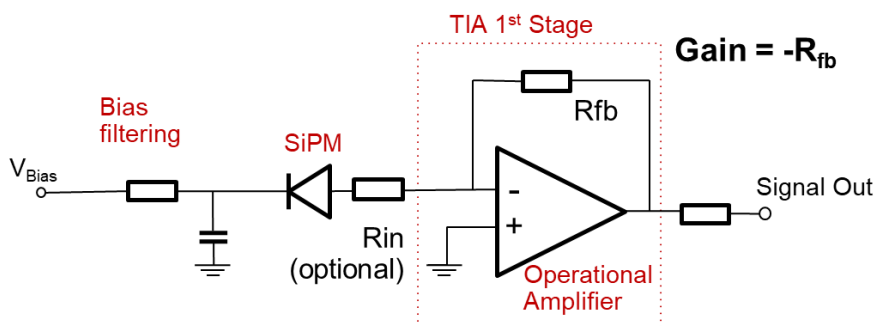 TIA 1st Stage
Gain = -Rfb
Bias
filtering
Rfb
SiPM
VBias
Signal Out
-
+
Rin
(optional)
Operational
Amplifier